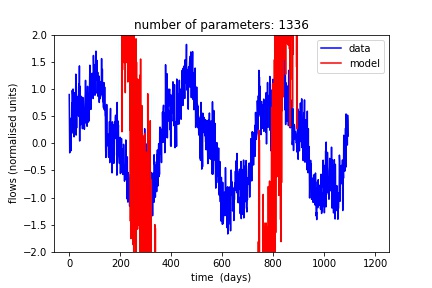 number of parameters: 1336
data
model
2.0
1.5
1.0
0.5
0.0
−0.5
−1.0
−1.5
−2.0
flows (normalised units)
0 200 400 600 800 1000 1200
time (days)